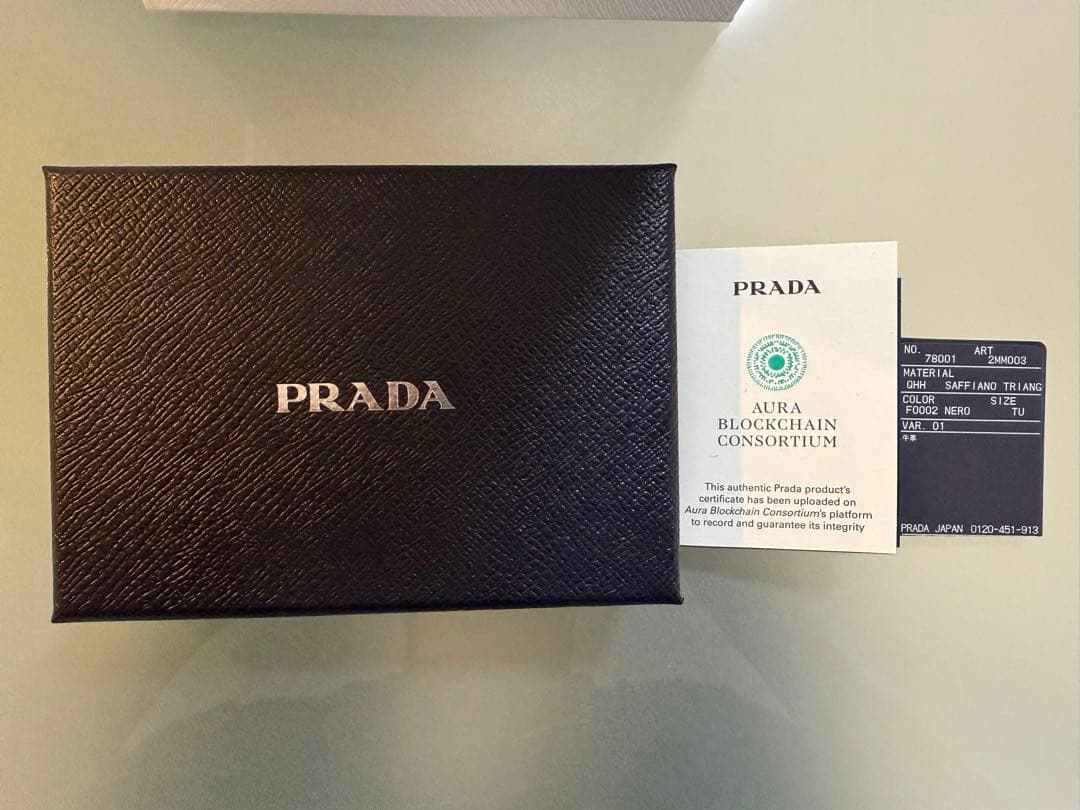 PRADA
PRADA
AURA
BLOCKCHAIN
CONSORTIUM
This authentic Prada product's
certificate has been uploaded on
Aura Blockchain Consortium's platform
to record and guarantee its integrity
NO. ART
78001 2MM003
MATERIAL
QHH SAFFIANO TRIANG
COLOR SIZE
F0002 NERO TU
VAR. 01
牛革
PRADA JAPAN 0120-451-913